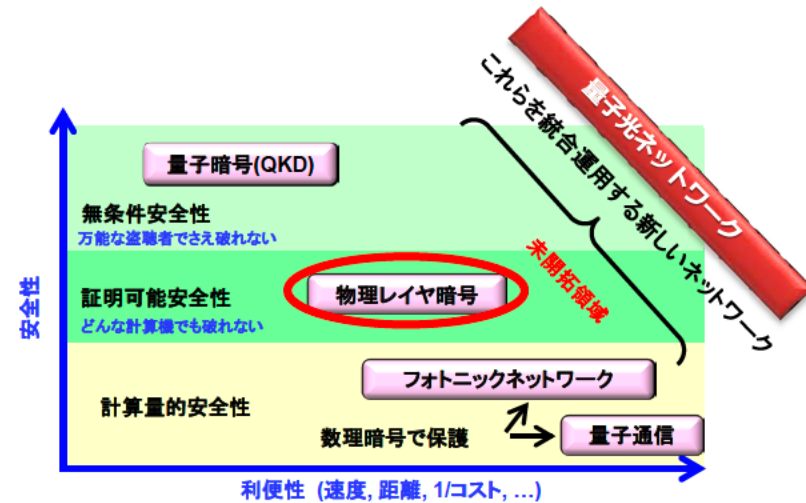 量子光ネットワーク
これらを統合運用する新しいネットワーク
量子暗号(QKD)
無条件安全性
万能な盗聴者でさえ破れない
未開拓領域
物理レイヤ暗号
証明可能安全性
どんな計算機でも破れない
安全性
フォトニックネットワーク
計算量的安全性
数理暗号で保護
量子通信
利便性 (速度, 距離, 1/コスト, …)